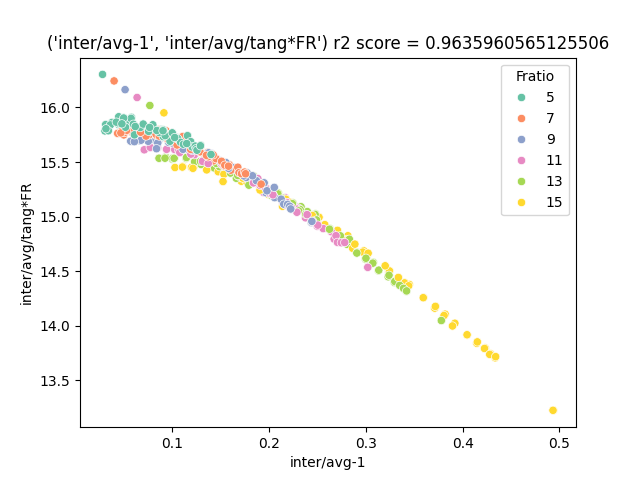 ('inter/avg-1', 'inter/avg/tang*FR') r2 score = 0.9635960565125506
inter/avg/tang*FR
16.0
15.5
15.0
14.5
14.0
13.5
Fratio
5
7
9
11
13
15
0.1 0.2 0.3 0.4 0.5
inter/avg-1